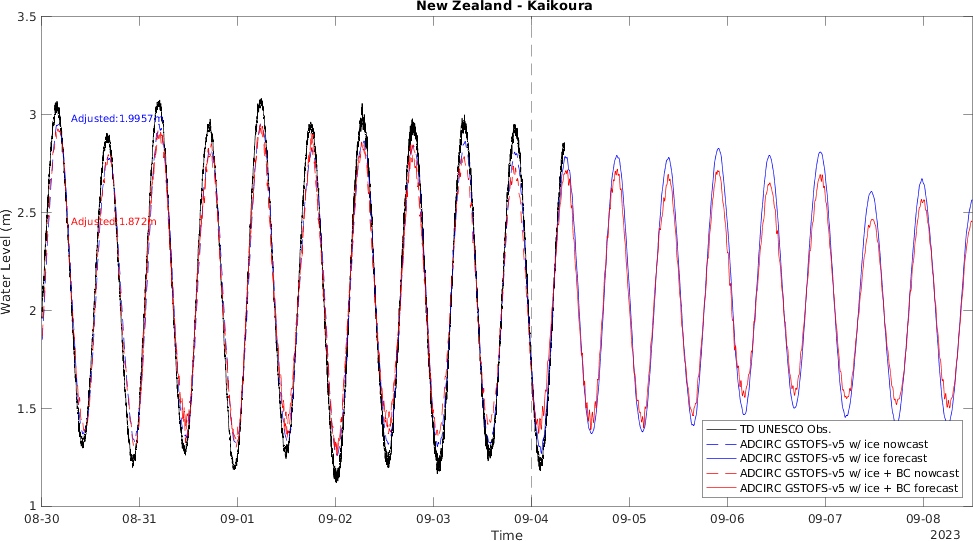 New Zealand - Kaikoura
3.5
3
2.5
2
1.5
1
Water Level (m)
Adjusted:1.9957m
Adjusted:1.872m
TD UNESCO Obs.
ADCIRC GSTOFS-v5 w/ ice nowcast
ADCIRC GSTOFS-v5 w/ ice forecast
ADCIRC GSTOFS-v5 w/ ice + BC nowcast
ADCIRC GSTOFS-v5 w/ ice + BC forecast
08-30 08-31 09-01 09-02 09-03 09-04 09-05 09-06 09-07 09-08
Time
2023